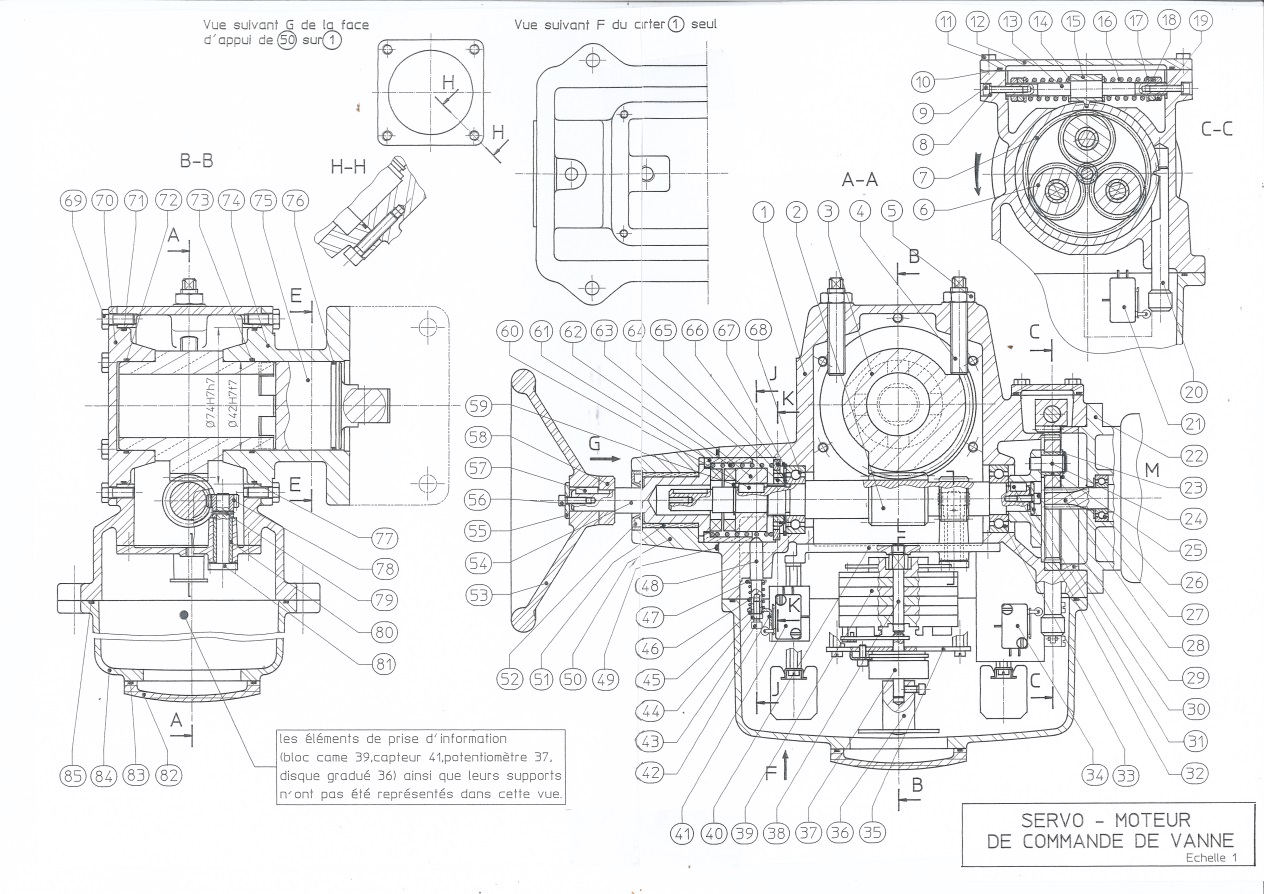 Vue suivant G de la face
d'appui de 50 sur 1
Vue suivant F du carter 1 seul
11 12 13 14 15 16 17 18 19
10
9
8
7
6
C-C
20
21
H
H
H-H
B-B
69 70 71 72 73 74 75 76
A
E
Ø74H7h7
Ø42H7f7
E
77
78
79
80
81
A
85 84 83 82
les éléments de prise d'information
(bloc came 39,capteur 41,potentiomètre 37,
disque gradué 36) ainsi que leurs supports
n'ont pas été représentés dans cette vue.
A-A
1 2 3 4 5
B
60 61 62 63 64 65 66 67 68
J
K
C
59
58
57
56
55
54
53
G
M
22
23
24
25
26
27
28
29
30
31
32
52 51 50 49
48
47
46
45
44
43
42
K
J
C
34 33
F
B
41 40 39 38 37 36 35
SERVO - MOTEUR
DE COMMANDE DE VANNE
Echelle 1